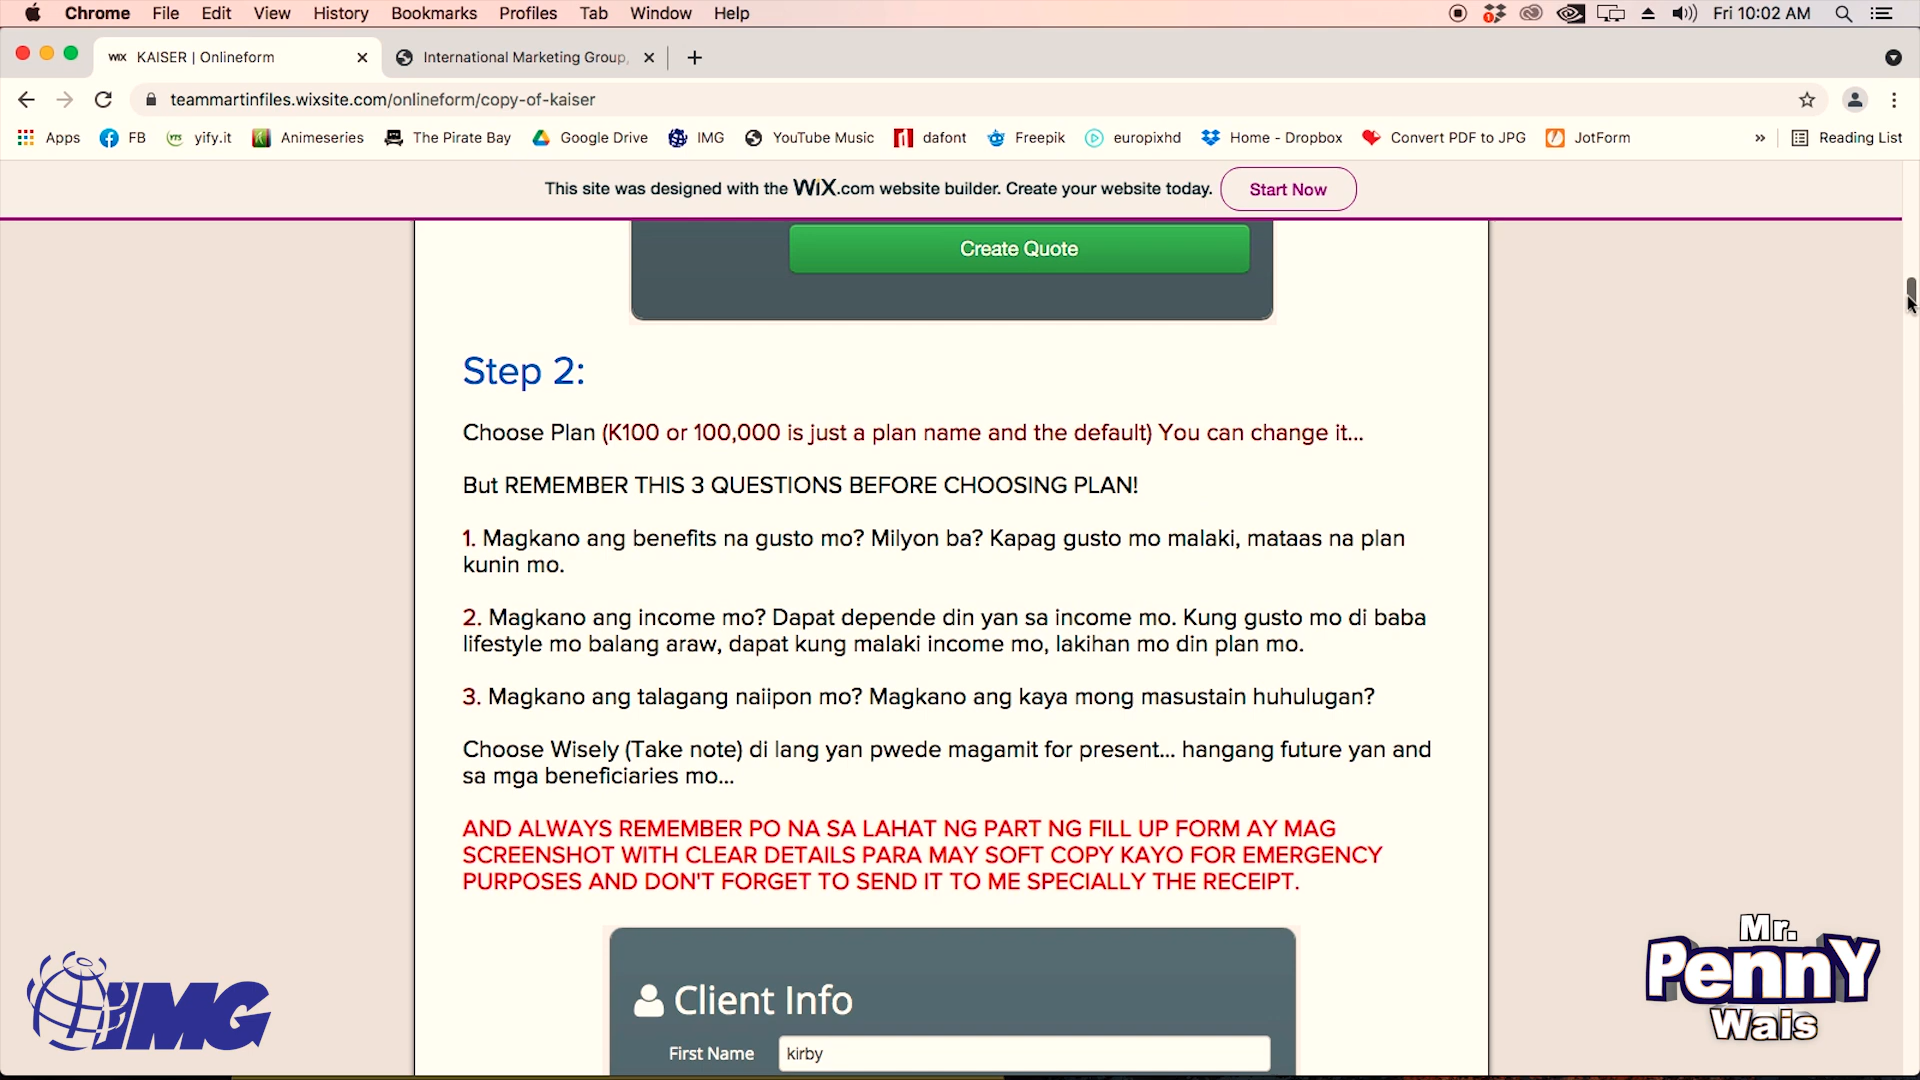 Chrome File Edit View History Bookmarks Profiles Tab Window Help
Fri 10:02 AM
WiX KAISER | Onlineform
International Marketing Group,
teammartinfiles.wixsite.com/onlineform/copy-of-kaiser
Apps FB yify.it Animeseries The Pirate Bay Google Drive IMG YouTube Music dafont Freepik europixhd Home - Dropbox Convert PDF to JPG JotForm » Reading List
This site was designed with the WiX.com website builder. Create your website today. Start Now
Create Quote
Step 2:
Choose Plan (K100 or 100,000 is just a plan name and the default) You can change it...
But REMEMBER THIS 3 QUESTIONS BEFORE CHOOSING PLAN!
1. Magkano ang benefits na gusto mo? Milyon ba? Kapag gusto mo malaki, mataas na plan
kunin mo.
2. Magkano ang income mo? Dapat depende din yan sa income mo. Kung gusto mo di baba
lifestyle mo balang araw, dapat kung malaki income mo, lakihan mo din plan mo.
3. Magkano ang talagang naiipon mo? Magkano ang kaya mong masustain huhulugan?
Choose Wisely (Take note) di lang yan pwede magamit for present... hangang future yan and
sa mga beneficiaries mo...
AND ALWAYS REMEMBER PO NA SA LAHAT NG PART NG FILL UP FORM AY MAG
SCREENSHOT WITH CLEAR DETAILS PARA MAY SOFT COPY KAYO FOR EMERGENCY
PURPOSES AND DON'T FORGET TO SEND IT TO ME SPECIALLY THE RECEIPT.
Client Info
First Name kirby
IMG
Mr.
PennY
Wais